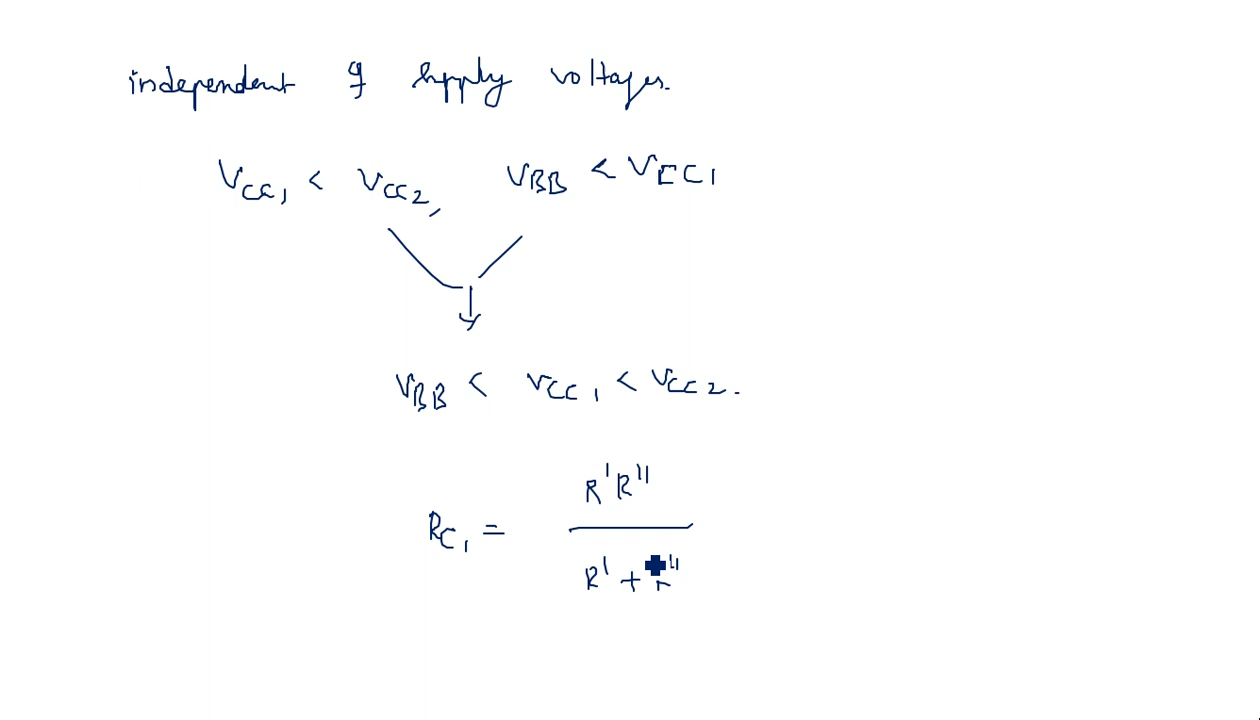 independent of supply voltages.
VCC1 < VCC2, VBB < VCC1
VBB < VCC1 < VCC2.
R'R''
RC1 =
R' + R''